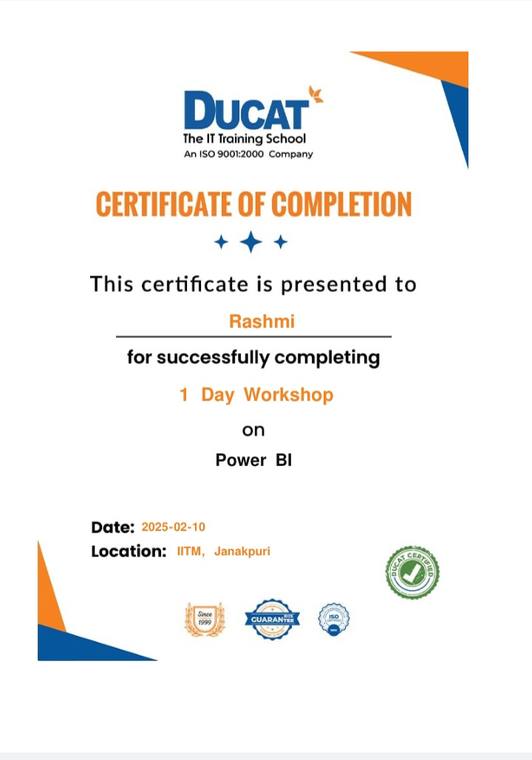 DUCAT
The IT Training School
An ISO 9001:2000 Company
CERTIFICATE OF COMPLETION
This certificate is presented to
Rashmi
for successfully completing
1 Day Workshop
on
Power BI
Date: 2025-02-10
Location: IITM, Janakpuri
DUCAT CERTIFIED
Since
1999
GUARANTEE
ISO